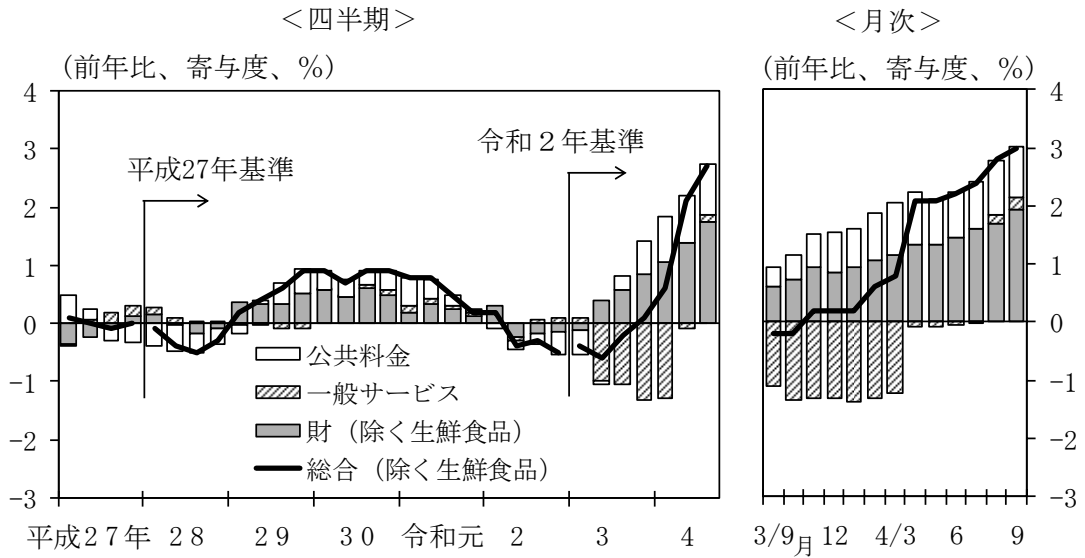 ＜四半期＞
(前年比、寄与度、%)
4
3
2
1
0
-1
-2
-3
平成27年基準
令和２年基準
公共料金
一般サービス
財（除く生鮮食品）
総合（除く生鮮食品）
平成２７年 ２８ ２９ ３０ 令和元 2 3 4
＜月次＞
(前年比、寄与度、%)
4
3
2
1
0
-1
-2
-3
3/9月 12 4/3 6 9